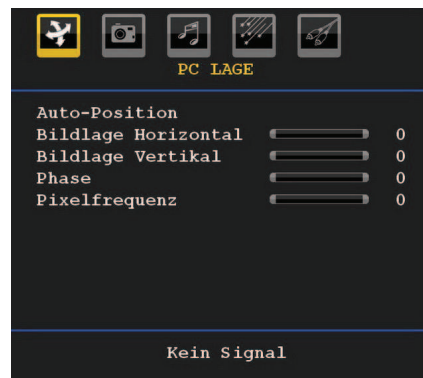 PC LAGE
Auto-Position
Bildlage Horizontal 0
Bildlage Vertikal 0
Phase 0
Pixelfrequenz 0
Kein Signal